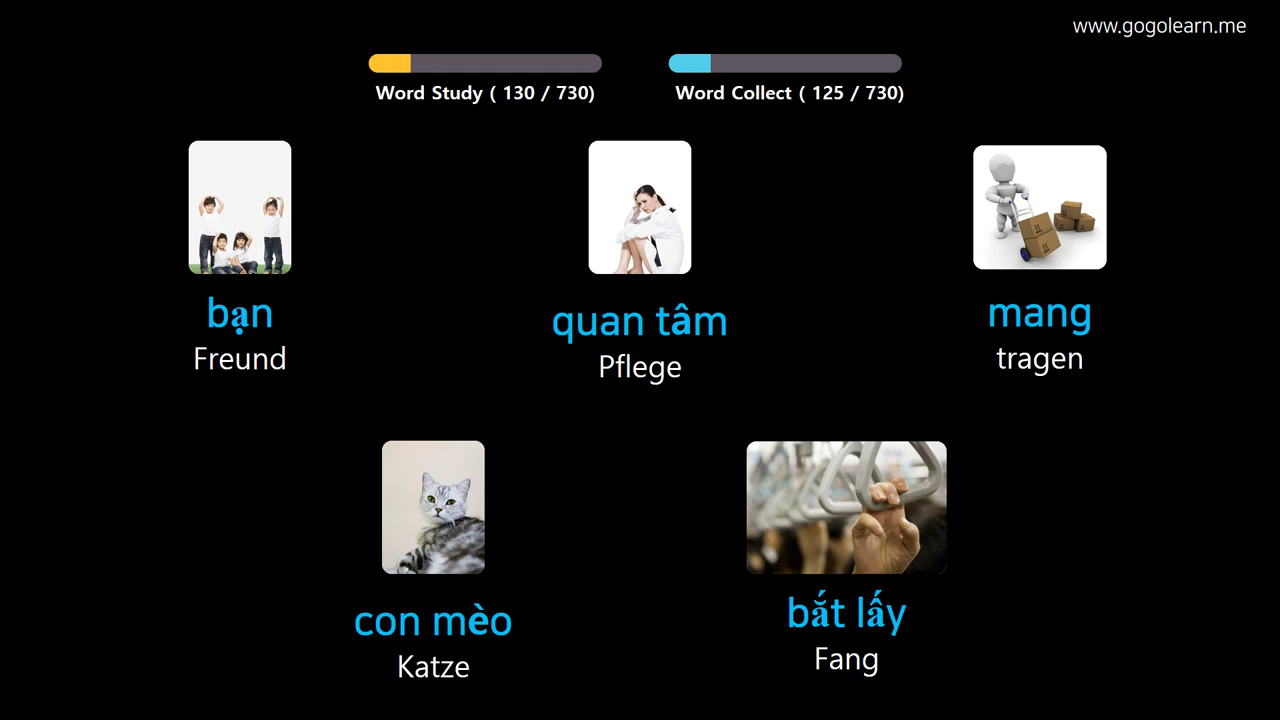 www.gogolearn.me
Word Study ( 130 / 730)
Word Collect ( 125 / 730)
bạn
Freund
quan tâm
Pflege
mang
tragen
con mèo
Katze
bắt lấy
Fang